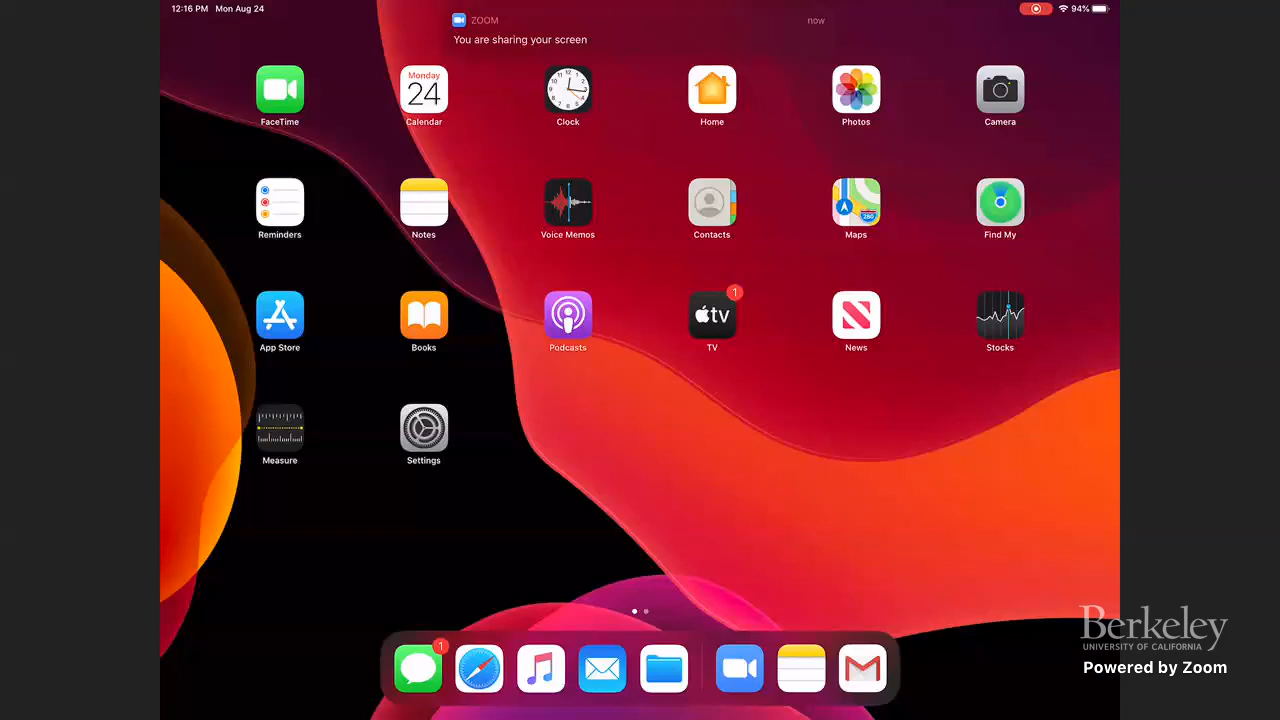 12:16 PM Mon Aug 24
94%
ZOOM
now
You are sharing your screen
Monday
24
12
FaceTime
Calendar
Clock
Home
Photos
Camera
280
Reminders
Notes
Voice Memos
Contacts
Maps
Find My
1
tv
App Store
Books
Podcasts
TV
News
Stocks
Measure
Settings
1
Berkeley
UNIVERSITY OF CALIFORNIA
Powered by Zoom